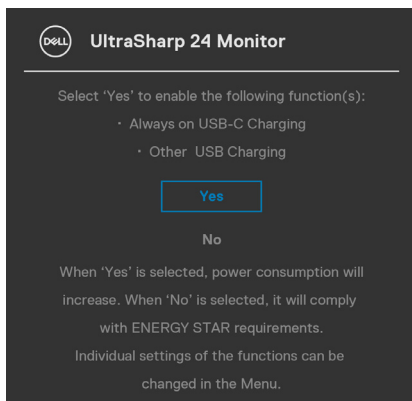 DELL UltraSharp 24 Monitor
Select ‘Yes’ to enable the following function(s):
· Always on USB-C Charging
· Other USB Charging
Yes
No
When ‘Yes’ is selected, power consumption will
increase. When ‘No’ is selected, it will comply
with ENERGY STAR requirements.
Individual settings of the functions can be
changed in the Menu.